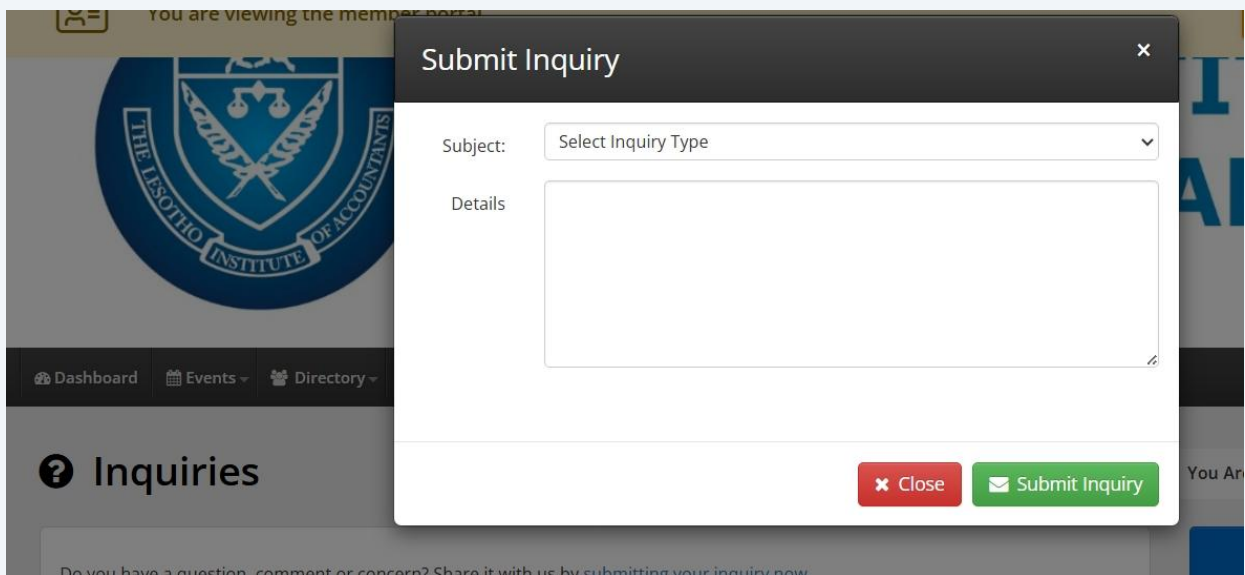 You are viewing the member portal
Submit Inquiry
×
THE LESOTHO INSTITUTE OF ACCOUNTANTS
Subject:
Select Inquiry Type
Details
Dashboard
Events
Directory
Inquiries
Close
Submit Inquiry
You Are
Do you have a question, comment or concern? Share it with us by submitting your inquiry now.